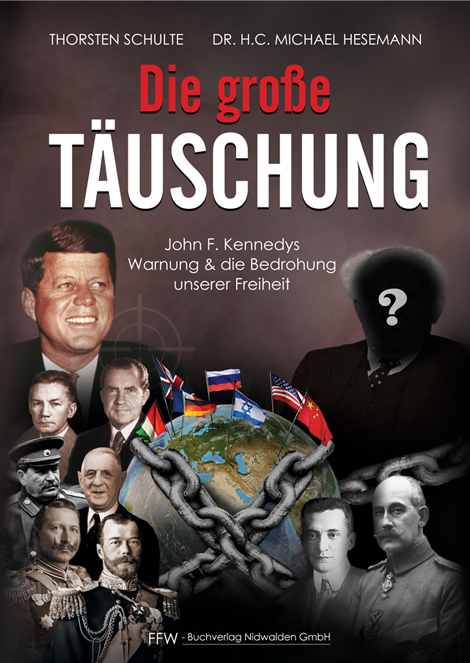 THORSTEN SCHULTE DR. H.C. MICHAEL HESEMANN
Die große
TÄUSCHUNG
John F. Kennedys
Warnung & die Bedrohung
unserer Freiheit
?
FFW - Buchverlag Nidwalden GmbH